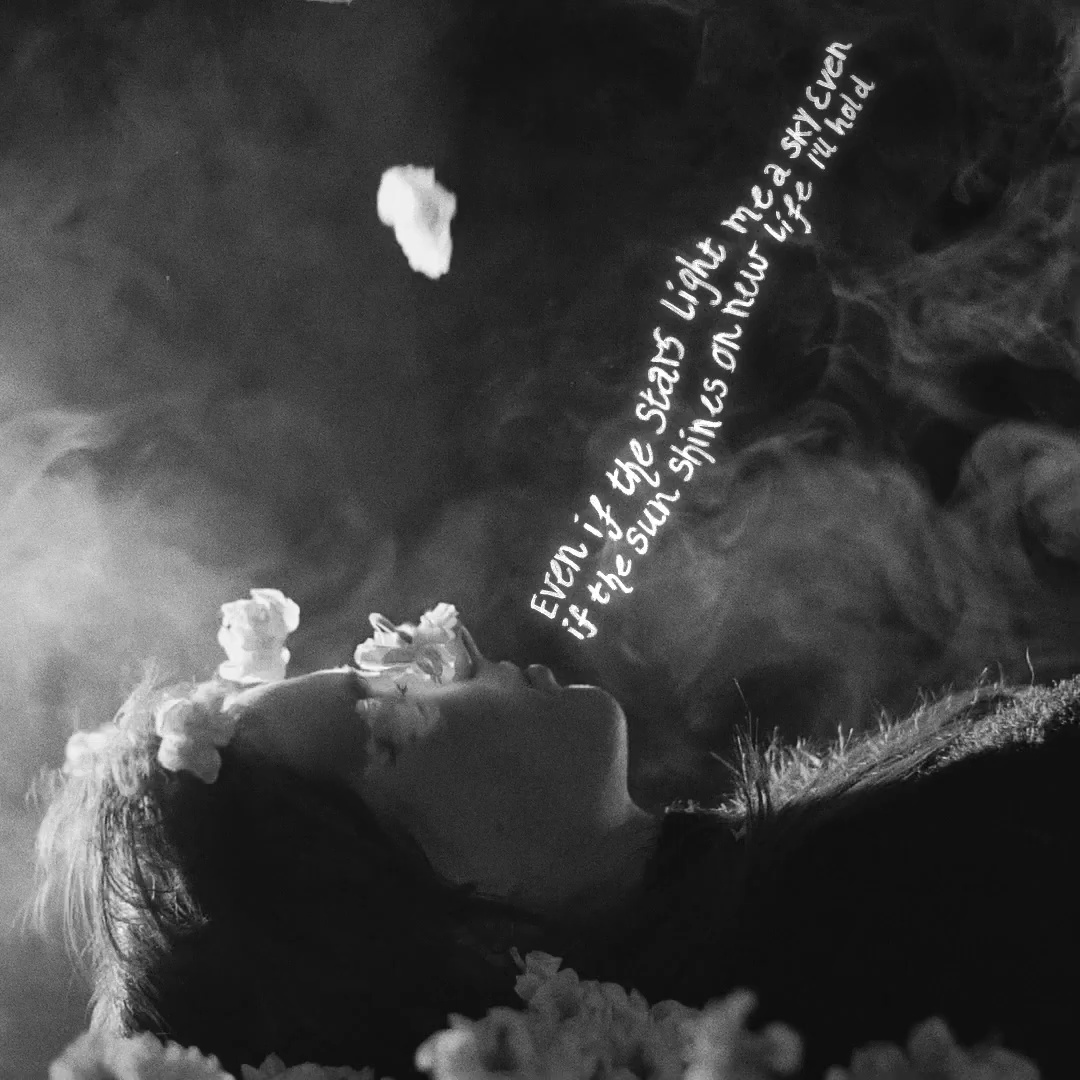 Even if the stars light me a sky Even
if the sun shines on new life I'll hold